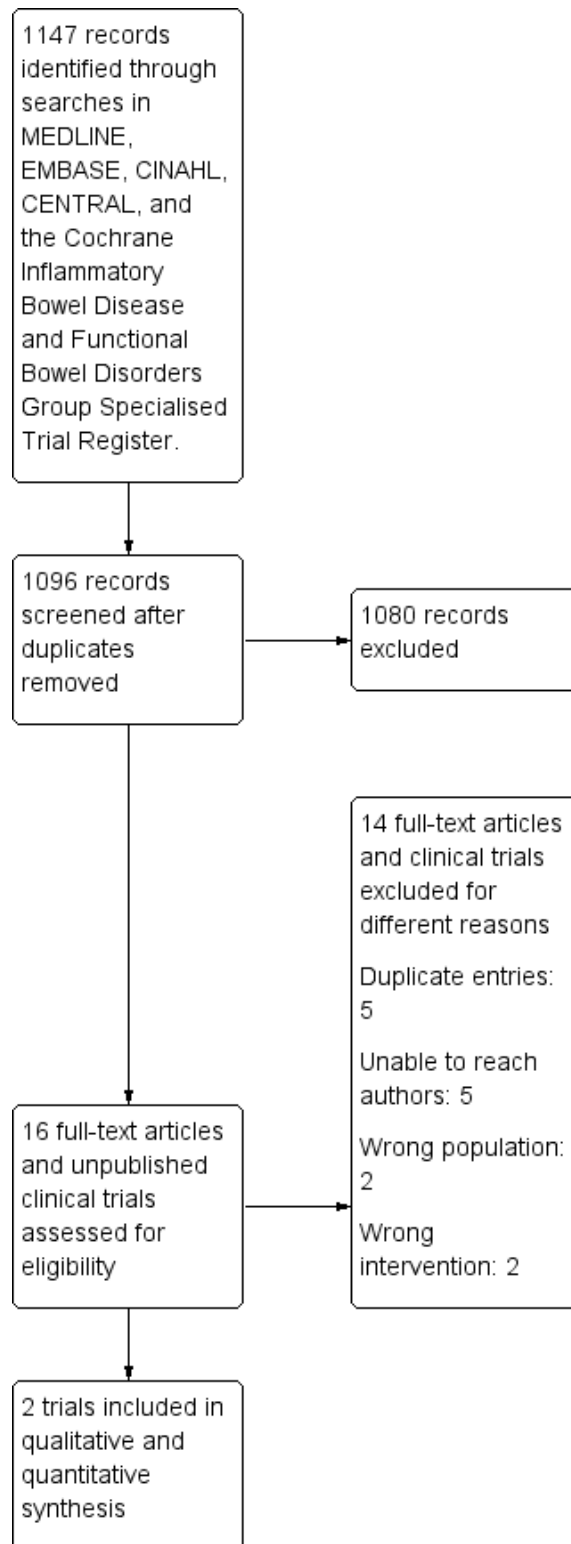 1147 records
identified through
searches in
MEDLINE,
EMBASE, CINAHL,
CENTRAL, and
the Cochrane
Inflammatory
Bowel Disease
and Functional
Bowel Disorders
Group Specialised
Trial Register.
1096 records
screened after
duplicates
removed
1080 records
excluded
14 full-text articles
and clinical trials
excluded for
different reasons
Duplicate entries:
5
Unable to reach
authors: 5
Wrong population:
2
Wrong
intervention: 2
16 full-text articles
and unpublished
clinical trials
assessed for
eligibility
2 trials included in
qualitative and
quantitative
synthesis